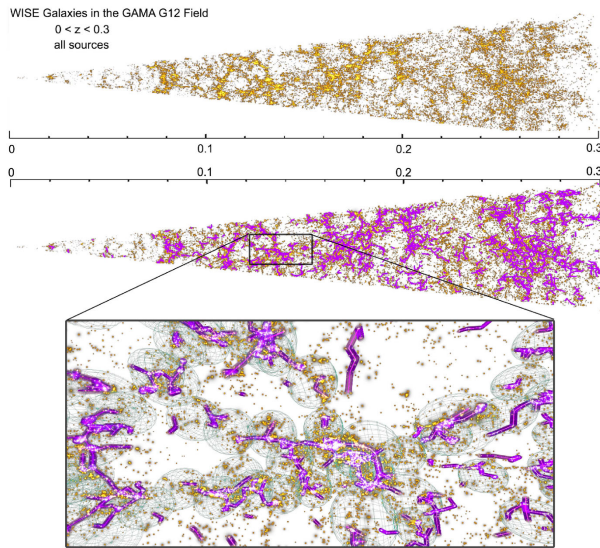 WISE Galaxies in the GAMA G12 Field
0 < z < 0.3
all sources
0 0.1 0.2 0.3
0 0.1 0.2 0.3